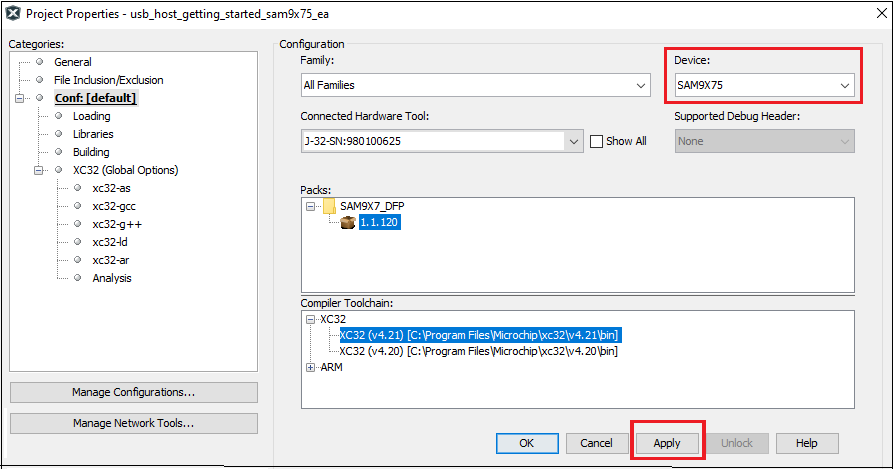 Project Properties - usb_host_getting_started_sam9x75_ea
Categories:
General
File Inclusion/Exclusion
Conf: [default]
Loading
Libraries
Building
XC32 (Global Options)
xc32-as
xc32-gcc
xc32-g++
xc32-ld
xc32-ar
Analysis
Manage Configurations...
Manage Network Tools...
Configuration
Family:
All Families
Device:
SAM9X75
Connected Hardware Tool:
J-32-SN:980100625
Show All
Supported Debug Header:
None
Packs:
SAM9X7_DFP
1.1.120
Compiler Toolchain:
XC32
XC32 (v4.21) [C:\Program Files\Microchip\xc32\v4.21\bin]
XC32 (v4.20) [C:\Program Files\Microchip\xc32\v4.20\bin]
ARM
OK
Cancel
Apply
Unlock
Help